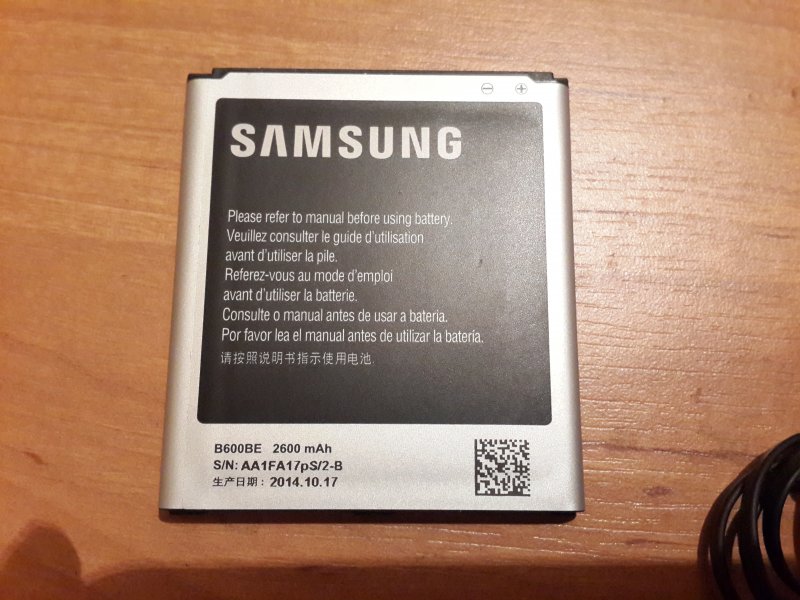 ⊖ ⊕
SAMSUNG
Please refer to manual before using battery.
Veuillez consulter le guide d'utilisation
avant d'utiliser la pile.
Referez-vous au mode d'emploi
avant d'utiliser la batterie.
Consulte o manual antes de usar a bateria.
Por favor lea el manual antes de utilizar la batería.
请按照说明书指示使用电池
B600BE 2600 mAh
S/N: AA1FA17pS/2-B
生产日期: 2014.10.17